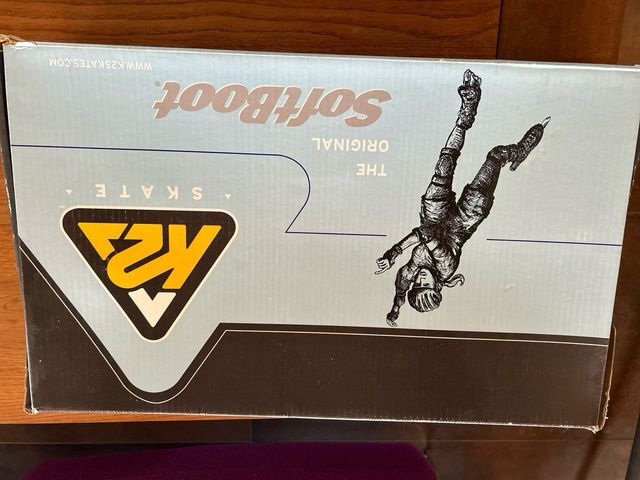 K2
SKATE
THE
ORIGINAL
SOFTBOOT
WWW.K2SKATES.COM